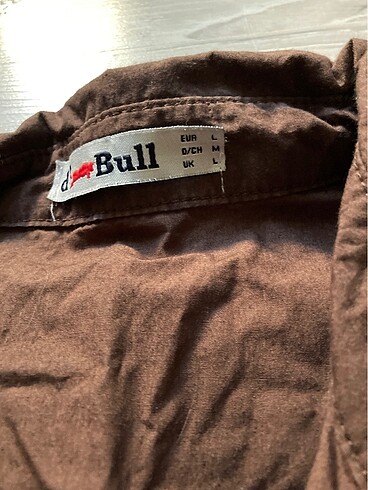 d' Bull
EUR L
D/CH M
UK L